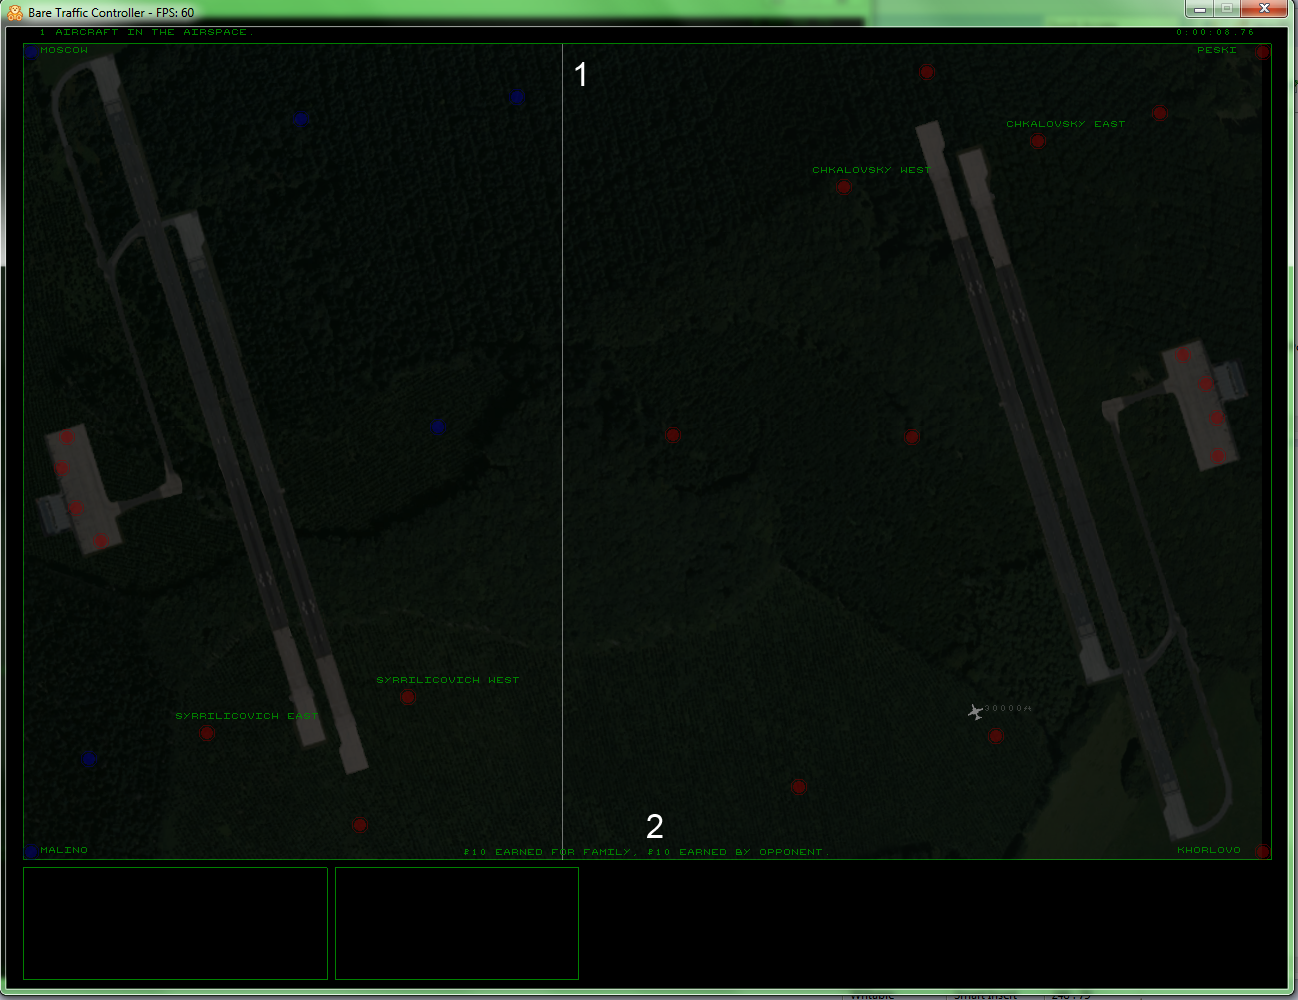 Bare Traffic Controller - FPS: 60
1 AIRCRAFT IN THE AIRSPACE.
0:00:08.76
MOSCOW
PESKI
1
CHKALOVSKY EAST
CHKALOVSKY WEST
SYRRILICOVICH WEST
SYRRILICOVICH EAST
30000A
2
MALINO
KHORLOVO
$10 EARNED FOR FAMILY, $10 EARNED BY OPPONENT.